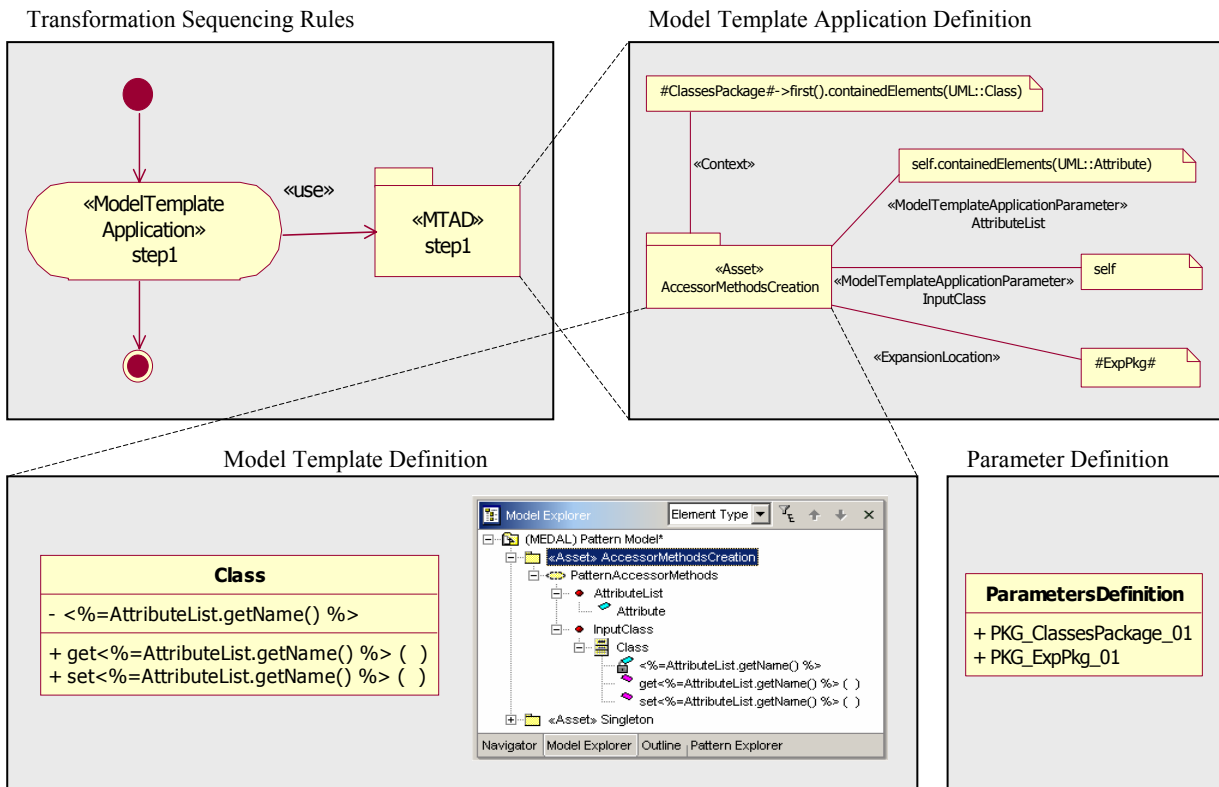 Transformation Sequencing Rules
Model Template Application Definition
«ModelTemplate
Application»
step1
«use»
«MTAD»
step1
#ClassesPackage#->first().containedElements(UML::Class)
«Context»
self.containedElements(UML::Attribute)
«ModelTemplateApplicationParameter»
AttributeList
«Asset»
AccessorMethodsCreation
self
«ModelTemplateApplicationParameter»
InputClass
«ExpansionLocation»
#ExpPkg#
Model Template Definition
Parameter Definition
Class
- <%=AttributeList.getName() %>
+ get<%=AttributeList.getName() %> ( )
+ set<%=AttributeList.getName() %> ( )
Model Explorer
Element Type
(MEDAL) Pattern Model*
«Asset» AccessorMethodsCreation
PatternAccessorMethods
AttributeList
Attribute
InputClass
Class
<%=AttributeList.getName() %>
get<%=AttributeList.getName() %> ( )
set<%=AttributeList.getName() %> ( )
«Asset» Singleton
Navigator Model Explorer Outline Pattern Explorer
ParametersDefinition
+ PKG_ClassesPackage_01
+ PKG_ExpPkg_01